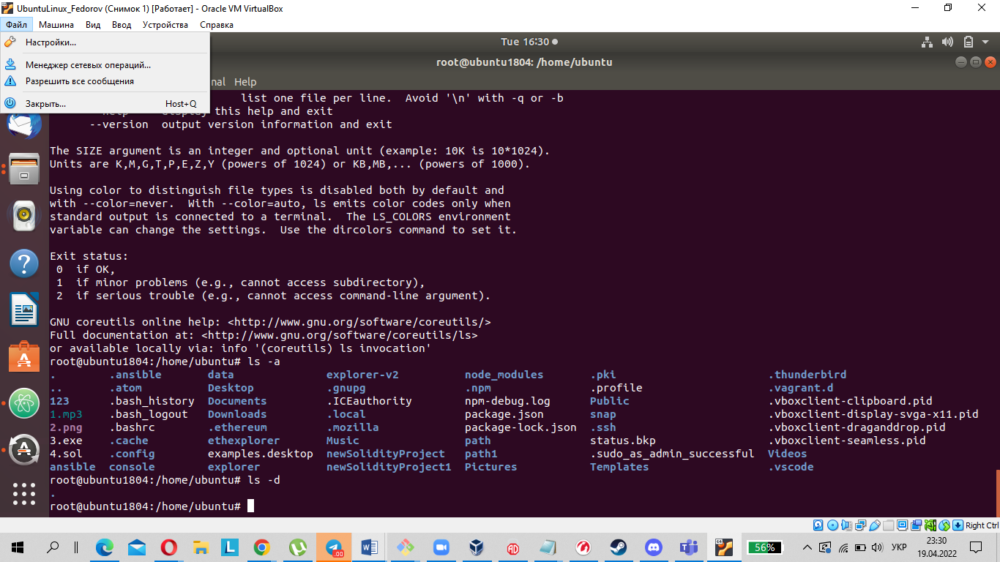 UbuntuLinux_Fedorov (Снимок 1) [Работает] - Oracle VM VirtualBox
Файл Машина Вид Ввод Устройства Справка
Настройки...
Менеджер сетевых операций...
Разрешить все сообщения
Закрыть... Host+Q
Tue 16:30
root@ubuntu1804: /home/ubuntu
nal Help
list one file per line.  Avoid '\n' with -q or -b
display this help and exit
--version  output version information and exit
The SIZE argument is an integer and optional unit (example: 10K is 10*1024).
Units are K,M,G,T,P,E,Z,Y (powers of 1024) or KB,MB,... (powers of 1000).
Using color to distinguish file types is disabled both by default and
with --color=never.  With --color=auto, ls emits color codes only when
standard output is connected to a terminal.  The LS_COLORS environment
variable can change the settings.  Use the dircolors command to set it.
Exit status:
0  if OK,
1  if minor problems (e.g., cannot access subdirectory),
2  if serious trouble (e.g., cannot access command-line argument).
GNU coreutils online help: <http://www.gnu.org/software/coreutils/>
Full documentation at: <http://www.gnu.org/software/coreutils/ls>
or available locally via: info '(coreutils) ls invocation'
root@ubuntu1804:/home/ubuntu# ls -a
. .ansible data explorer-v2 node_modules .pki .thunderbird
.. .atom Desktop .gnupg .npm .profile .vagrant.d
123 .bash_history Documents .ICEauthority npm-debug.log Public .vboxclient-clipboard.pid
1.mp3 .bash_logout Downloads .local package.json snap .vboxclient-display-svga-x11.pid
2.png .bashrc .ethereum .mozilla package-lock.json .ssh .vboxclient-draganddrop.pid
3.exe .cache ethexplorer Music path status.bkp .vboxclient-seamless.pid
4.sol .config examples.desktop newSolidityProject path1 .sudo_as_admin_successful Videos
ansible console explorer newSolidityProject1 Pictures Templates .vscode
root@ubuntu1804:/home/ubuntu# ls -d
.
root@ubuntu1804:/home/ubuntu#
Right Ctrl
56% УКР 23:30
19.04.2022